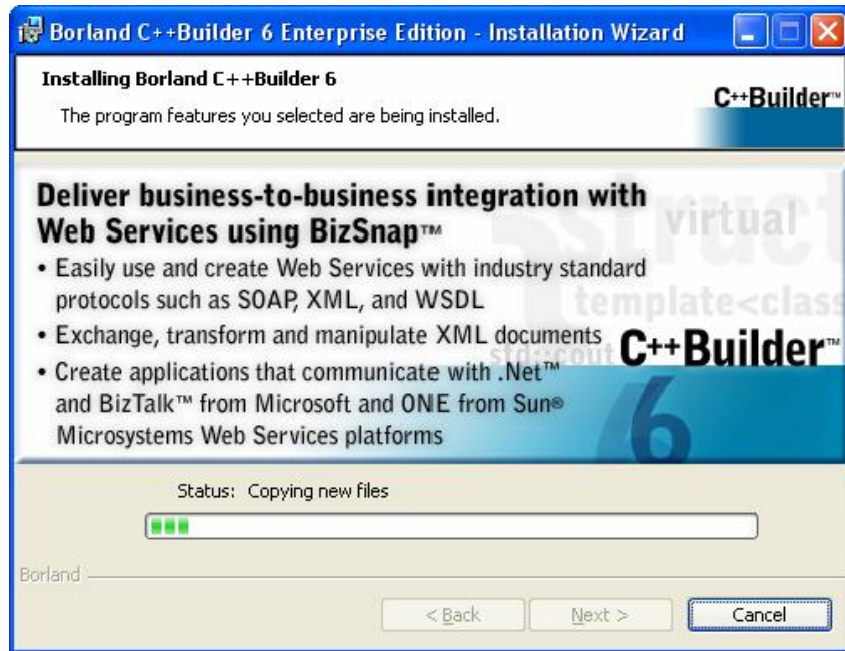 Borland C++Builder 6 Enterprise Edition - Installation Wizard
Installing Borland C++Builder 6
The program features you selected are being installed.
C++Builder™
Deliver business-to-business integration with
Web Services using BizSnap™
• Easily use and create Web Services with industry standard
protocols such as SOAP, XML, and WSDL
• Exchange, transform and manipulate XML documents
• Create applications that communicate with .Net™
and BizTalk™ from Microsoft and ONE from Sun®
Microsystems Web Services platforms
struct
virtual
template<class
std::cout
C++Builder™
6
Status: Copying new files
Borland
< Back
Next >
Cancel